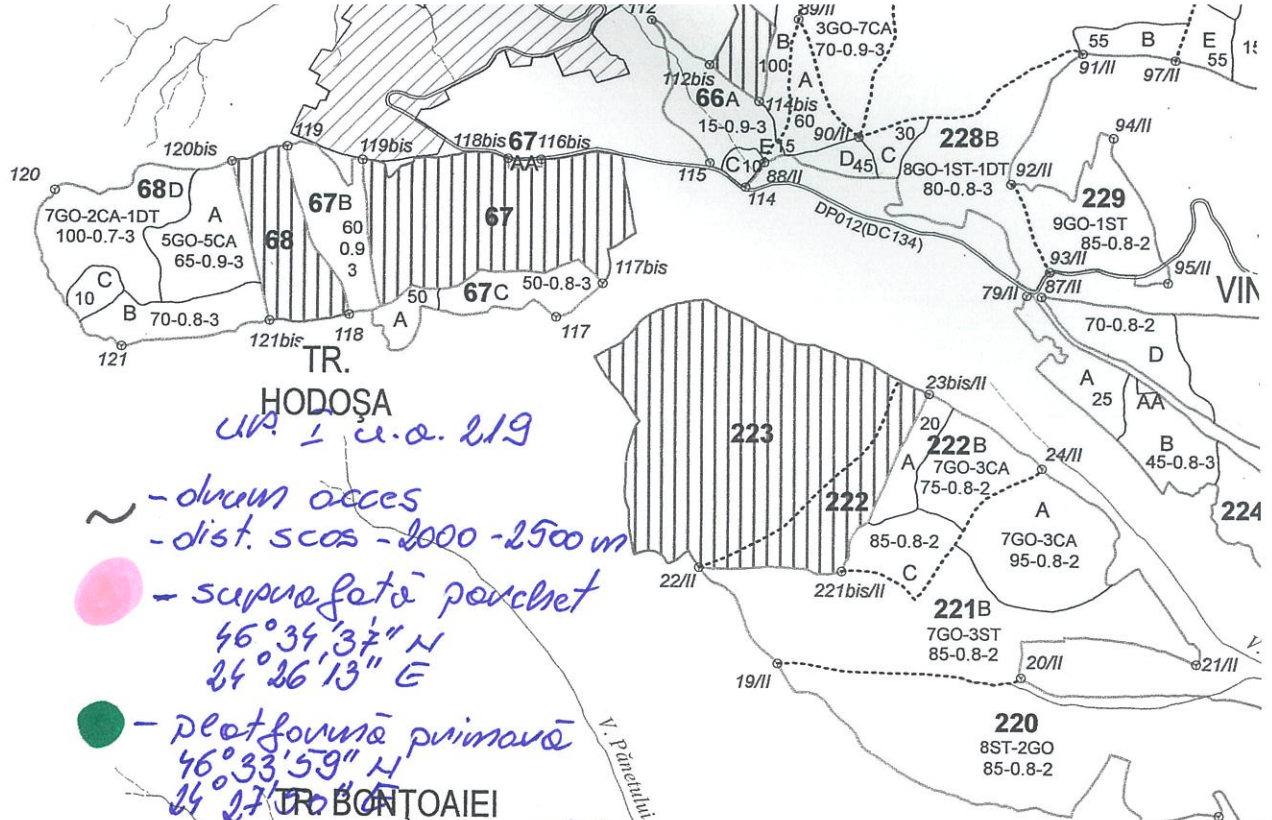 112
89/II
3GO-7CA
70-0.9-3
B
100
A
60
55
B
E
55
91/II
97/II
112bis
66A
15-0.9-3
114bis
90/II
30
228B
94/II
119
120bis
119bis
118bis
67
116bis
AA
E
C
10
115
88/II
114
D45
C
8GO-1ST-1DT
80-0.8-3
92/II
229
9GO-1ST
85-0.8-2
120
68D
7GO-2CA-1DT
100-0.7-3
A
5GO-5CA
65-0.9-3
68
67B
60
0.9
3
67
DP012(DC134)
93/II
95/II
87/II
79/II
VIN
C
10
B
70-0.8-3
50
A
67C
50-0.8-3
117bis
117
121
121bis
118
TR.
HODOŞA
U.P. I u.a. 219
- drum acces
- dist. scos - 2000 - 2500 m
- suprafată parchet
46° 34' 37" N
24° 26' 13" E
- platformă primară
46° 33' 59" N
24° 27'
TR. BONŢOAIEI
70-0.8-2
D
A
25
AA
B
45-0.8-3
224
23bis/II
20
222B
7GO-3CA
75-0.8-2
A
223
222
24/II
A
7GO-3CA
95-0.8-2
85-0.8-2
C
22/II
221bis/II
221B
7GO-3ST
85-0.8-2
19/II
20/II
21/II
V.
220
8ST-2GO
85-0.8-2
V. Pănetului